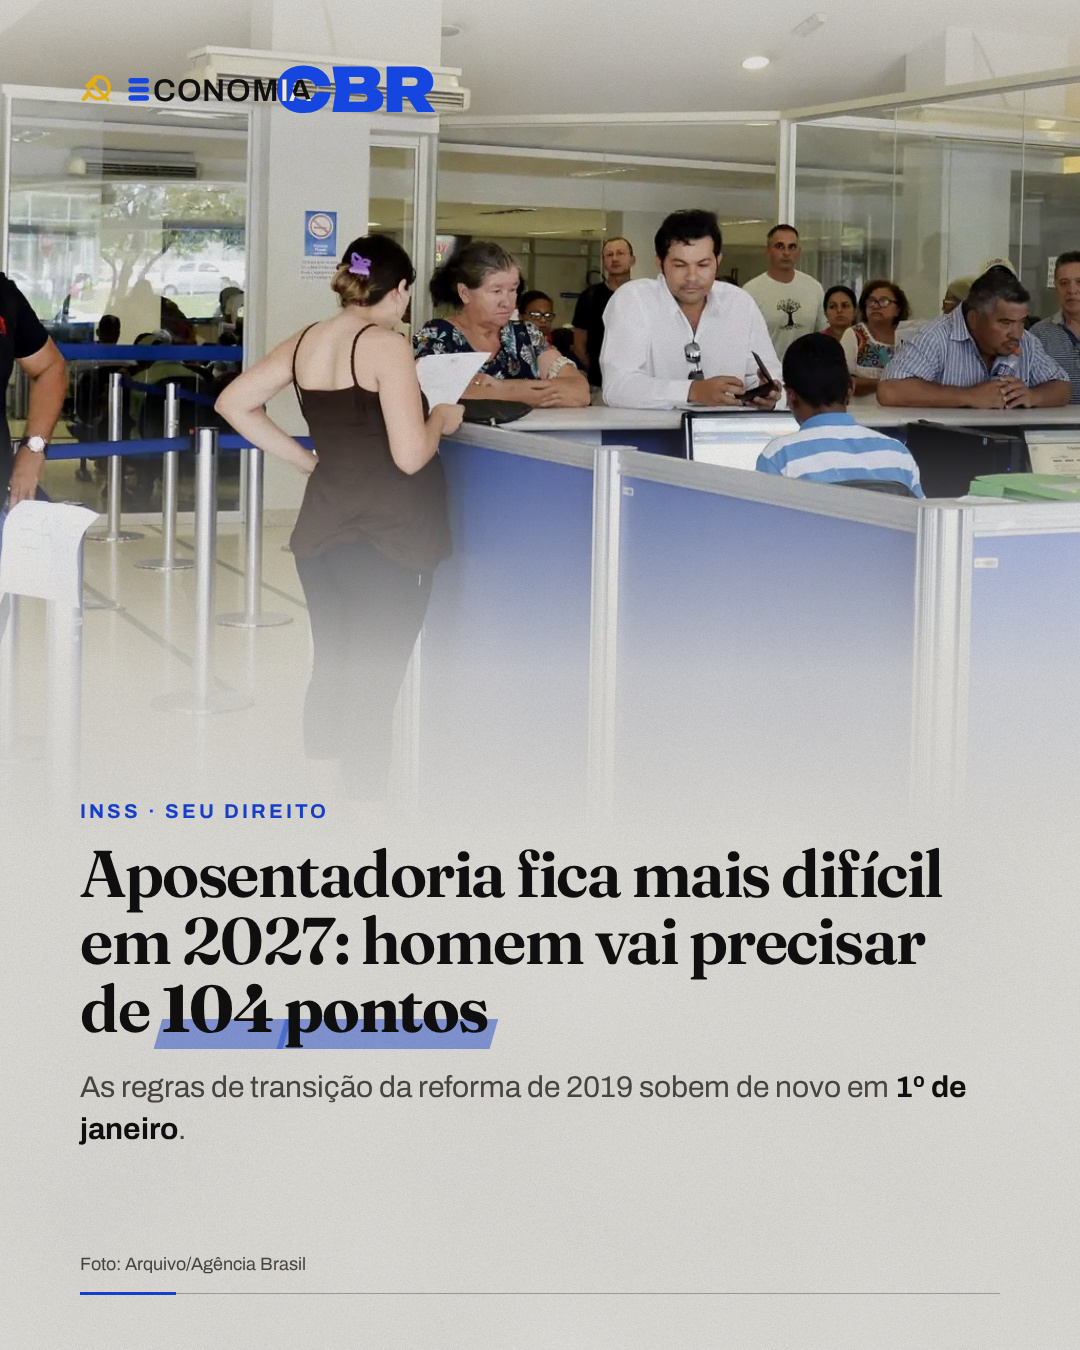 ECONOMIA CBR
INSS · SEU DIREITO
Aposentadoria fica mais difícil
em 2027: homem vai precisar
de 104 pontos
As regras de transição da reforma de 2019 sobem de novo em 1º de
janeiro.
Foto: Arquivo/Agência Brasil